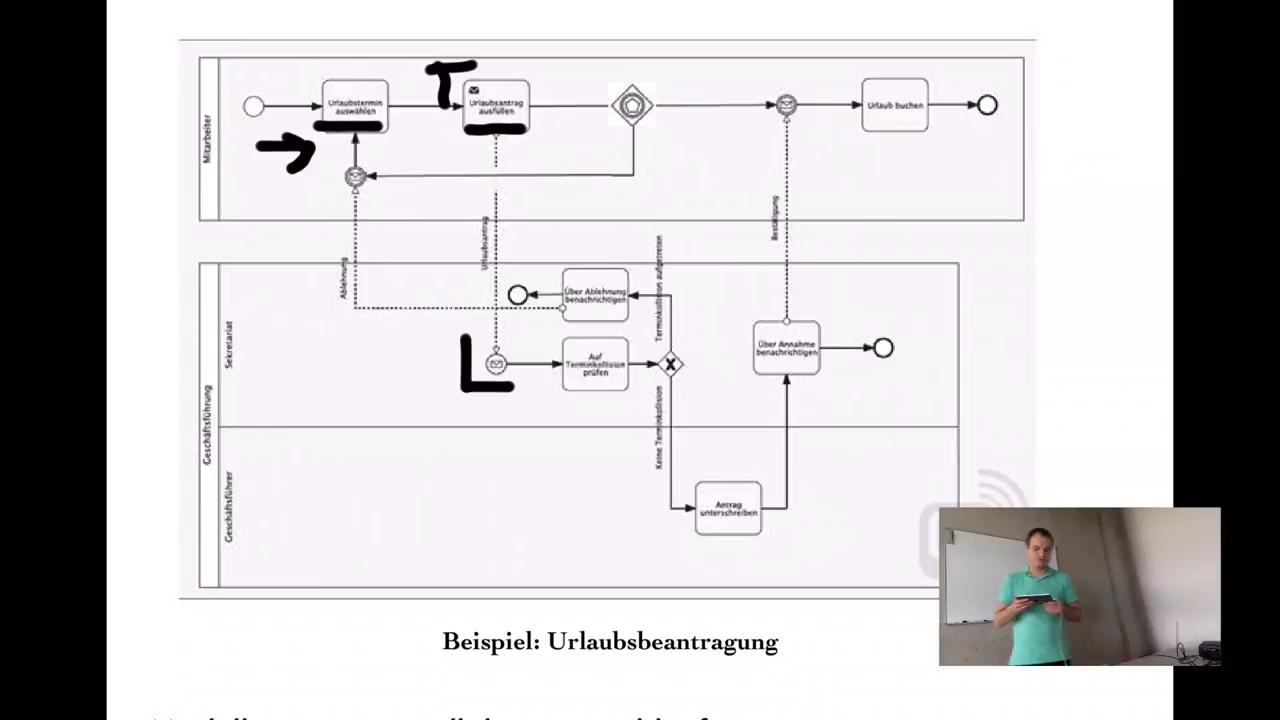 Mitarbeiter
Urlaubstermin
auswählen
Urlaubsantrag
ausfüllen
Urlaub buchen
Ablehnung
Urlaubsantrag
Bestätigung
Geschäftsführung
Sekretariat
Über Ablehnung
benachrichtigen
Terminkollision aufgetreten
Auf
Terminkollision
prüfen
X
Über Annahme
benachrichtigen
Keine Terminkollision
Geschäftsführer
Antrag
unterschreiben
Beispiel: Urlaubsbeantragung